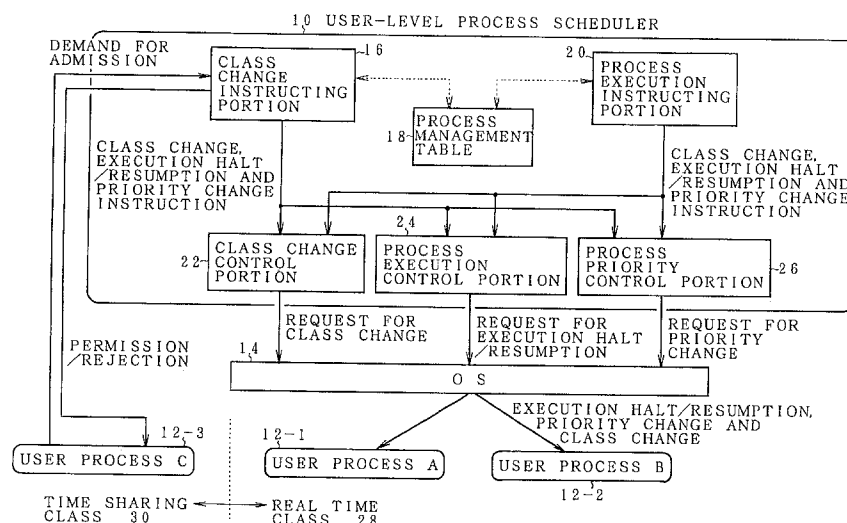 10 USER-LEVEL PROCESS SCHEDULER
DEMAND FOR
ADMISSION
16
CLASS
CHANGE
INSTRUCTING
PORTION
20
PROCESS
EXECUTION
INSTRUCTING
PORTION
18
PROCESS
MANAGEMENT
TABLE
CLASS CHANGE,
EXECUTION HALT
/RESUMPTION AND
PRIORITY CHANGE
INSTRUCTION
CLASS CHANGE,
EXECUTION HALT
/RESUMPTION AND
PRIORITY CHANGE
INSTRUCTION
22
CLASS CHANGE
CONTROL
PORTION
24
PROCESS
EXECUTION
CONTROL PORTION
PROCESS
PRIORITY
CONTROL PORTION
26
REQUEST FOR
CLASS CHANGE
REQUEST FOR
EXECUTION HALT
/RESUMPTION
REQUEST FOR
PRIORITY
CHANGE
PERMISSION
/REJECTION
14
OS
EXECUTION HALT/RESUMPTION,
PRIORITY CHANGE AND
CLASS CHANGE
12-3
USER PROCESS C
12-1
USER PROCESS A
USER PROCESS B
12-2
TIME SHARING
CLASS 30
REAL TIME
CLASS 28